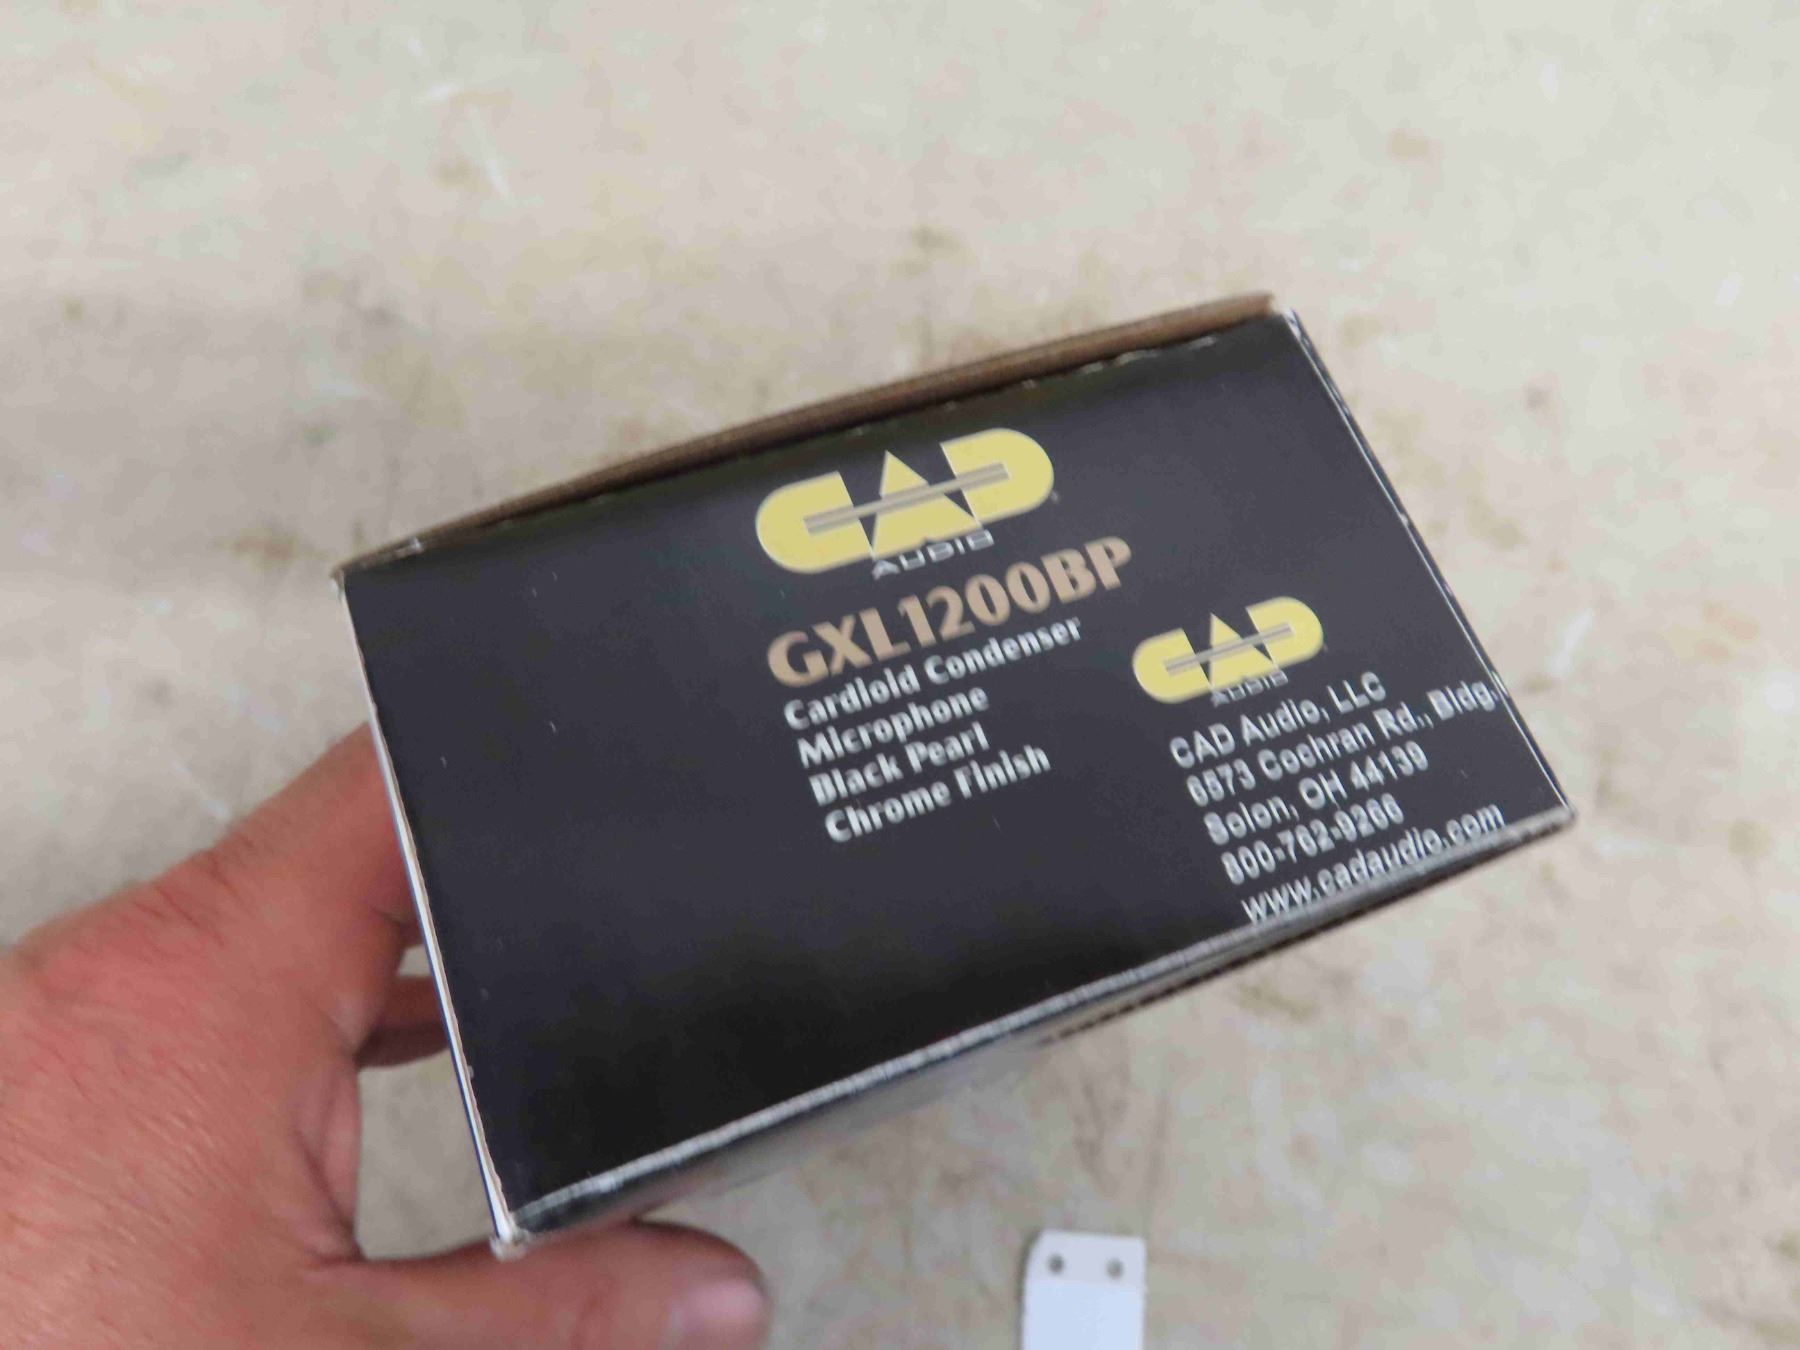 CAD
AUDIO
GXL1200BP
Cardioid Condenser
Microphone
Black Pearl
Chrome Finish
CAD
AUDIO
CAD Audio, LLC
6573 Cochran Rd., Bldg.
Solon, OH 44139
800-762-9266
www.cadaudio.com